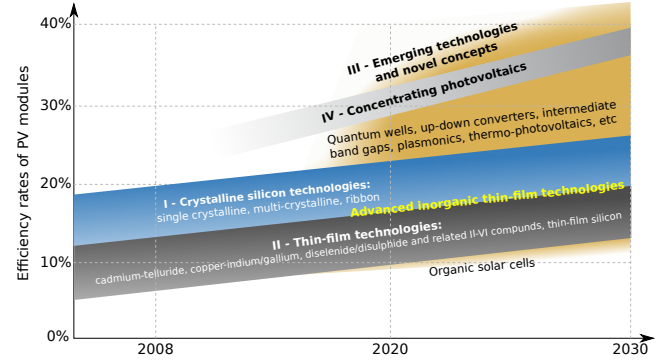 40%
30%
20%
10%
0%
Efficiency rates of PV modules
III - Emerging technologies
and novel concepts
IV - Concentrating photovoltaics
Quantum wells, up-down converters, intermediate
band gaps, plasmonics, thermo-photovoltaics, etc
I - Crystalline silicon technologies:
single crystalline, multi-crystalline, ribbon
Advanced inorganic thin-film technologies
II - Thin-film technologies:
cadmium-telluride, copper-indium/gallium, diselenide/disulphide and related II-VI compunds, thin-film silicon
Organic solar cells
2008
2020
2030